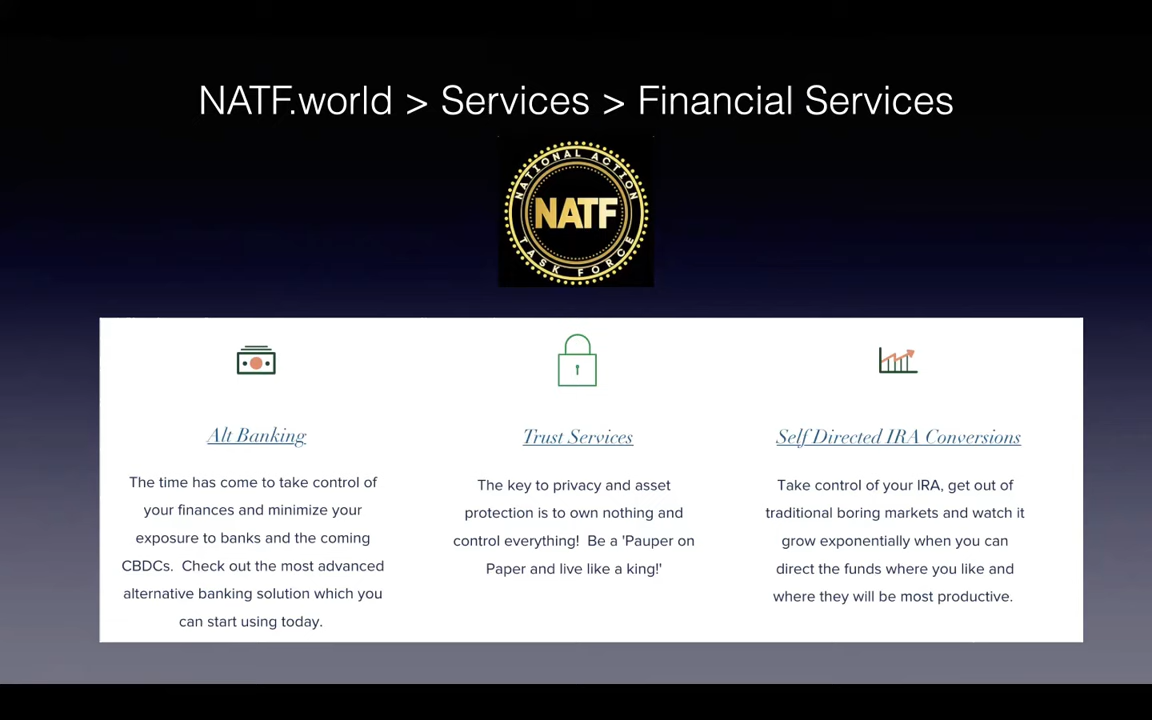 NATF.world > Services > Financial Services
NATIONAL ACTION
NATF
TASK FORCE
Alt Banking
The time has come to take control of
your finances and minimize your
exposure to banks and the coming
CBDCs.  Check out the most advanced
alternative banking solution which you
can start using today.
Trust Services
The key to privacy and asset
protection is to own nothing and
control everything!  Be a 'Pauper on
Paper and live like a king!'
Self Directed IRA Conversions
Take control of your IRA, get out of
traditional boring markets and watch it
grow exponentially when you can
direct the funds where you like and
where they will be most productive.